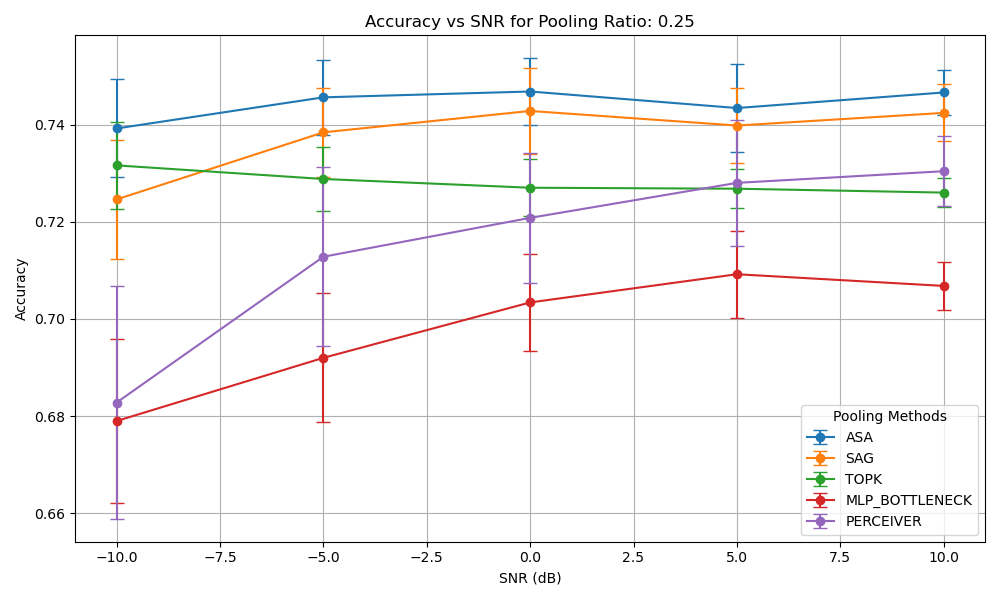 Accuracy vs SNR for Pooling Ratio: 0.25
Accuracy
0.74
0.72
0.70
0.68
0.66
−10.0
−7.5
−5.0
−2.5
0.0
2.5
5.0
7.5
10.0
SNR (dB)
Pooling Methods
ASA
SAG
TOPK
MLP_BOTTLENECK
PERCEIVER